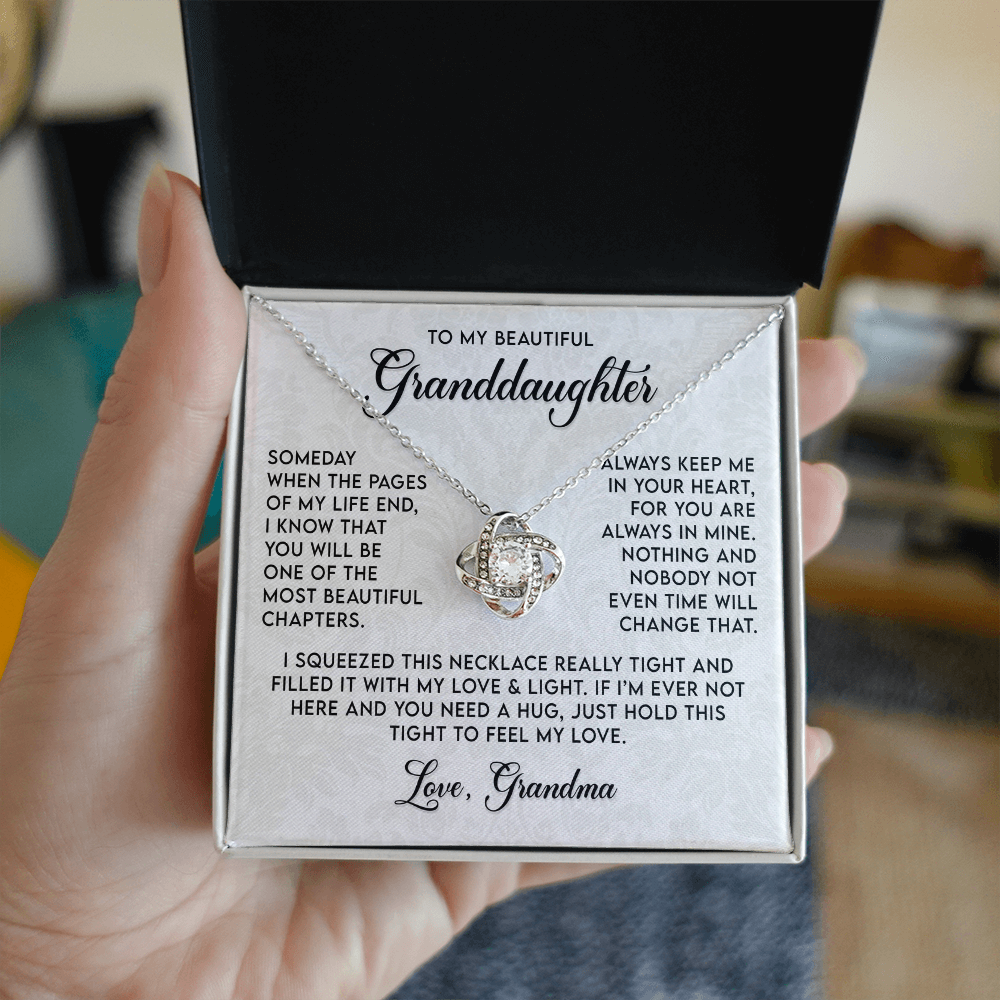 TO MY BEAUTIFUL
Granddaughter
SOMEDAY
WHEN THE PAGES
OF MY LIFE END,
I KNOW THAT
YOU WILL BE
ONE OF THE
MOST BEAUTIFUL
CHAPTERS.
ALWAYS KEEP ME
IN YOUR HEART,
FOR YOU ARE
ALWAYS IN MINE.
NOTHING AND
NOBODY NOT
EVEN TIME WILL
CHANGE THAT.
I SQUEEZED THIS NECKLACE REALLY TIGHT AND
FILLED IT WITH MY LOVE & LIGHT. IF I'M EVER NOT
HERE AND YOU NEED A HUG, JUST HOLD THIS
TIGHT TO FEEL MY LOVE.
Love, Grandma